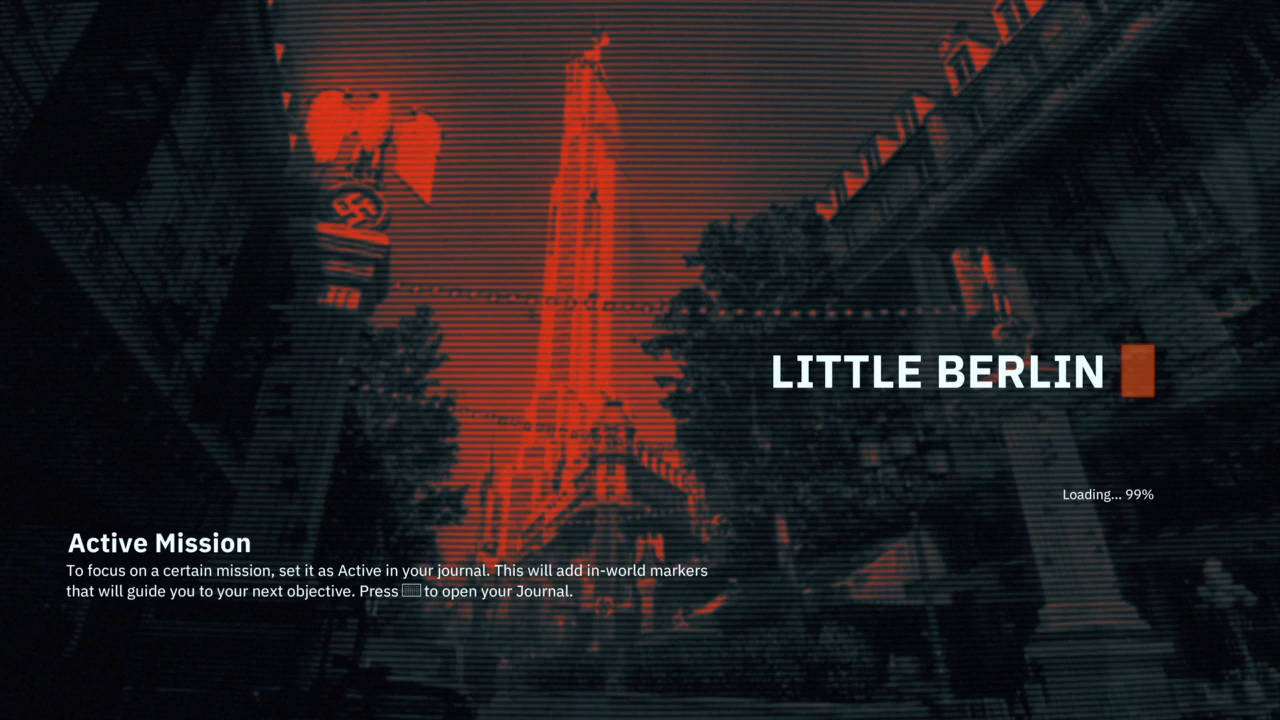 LITTLE BERLIN
Loading... 99%
Active Mission
To focus on a certain mission, set it as Active in your journal. This will add in-world markers
that will guide you to your next objective. Press to open your Journal.